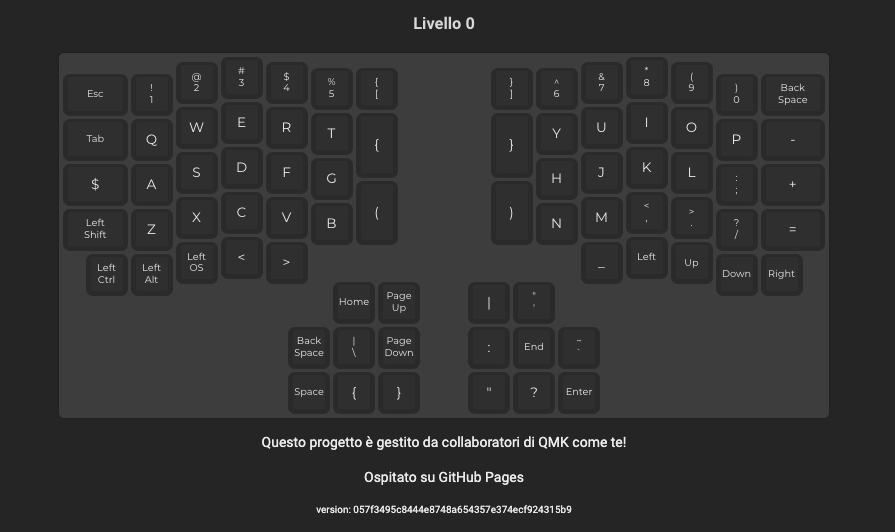 Livello 0
Esc ! 1 @ 2 # 3 $ 4 % 5 { [ } ] ^ 6 & 7 * 8 ( 9 ) 0 Back Space
Tab Q W E R T { } Y U I O P -
$ A S D F G H J K L : ; +
Left Shift Z X C V B ( ) N M < , > . ? / =
Left Ctrl Left Alt Left OS < > _ Left Up Down Right
Home Page Up | " '
Back Space | \ Page Down : End ~ `
Space { } " ? Enter
Questo progetto è gestito da collaboratori di QMK come te!
Ospitato su GitHub Pages
version: 057f3495c8444e8748a654357e374ecf924315b9